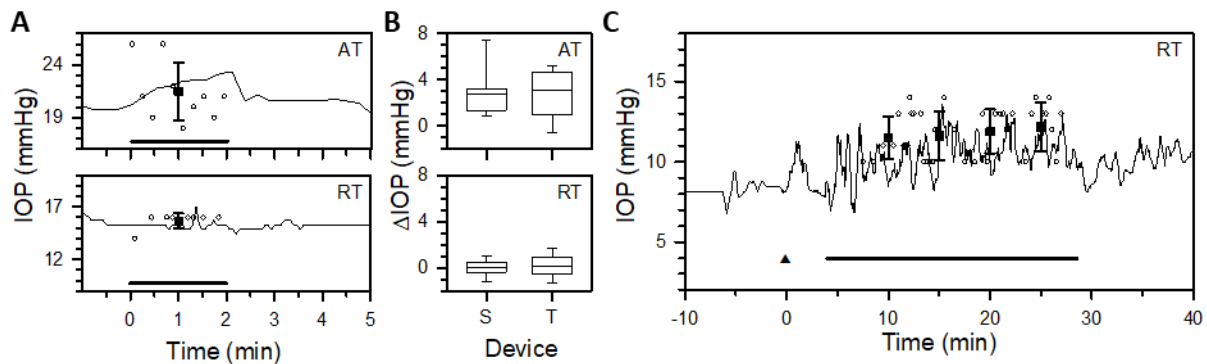 A
AT
IOP (mmHg)
24
19
RT
17
12
0 1 2 3 4 5
Time (min)
B
AT
ΔIOP (mmHg)
8
4
0
RT
8
4
0
S T
Device
C
RT
IOP (mmHg)
15
10
5
-10 0 10 20 30 40
Time (min)